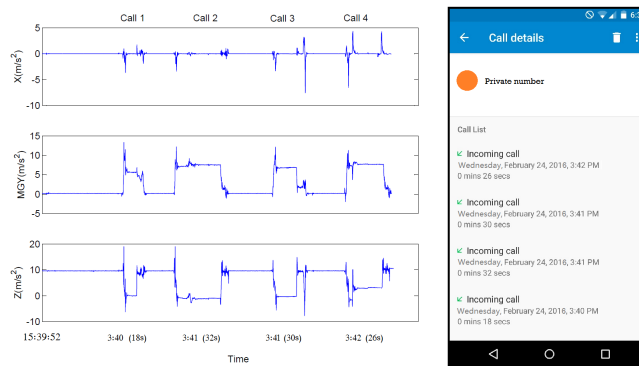 Call 1 Call 2 Call 3 Call 4
5
0
-5
-10
X(m/s²)
15
10
5
0
-5
MGY(m/s²)
20
10
0
-10
Z(m/s²)
15:39:52 3:40 (18s) 3:41 (32s) 3:41 (30s) 3:42 (26s)
Time
Call details
Private number
Call List
Incoming call
Wednesday, February 24, 2016, 3:42 PM
0 mins 26 secs
Incoming call
Wednesday, February 24, 2016, 3:41 PM
0 mins 30 secs
Incoming call
Wednesday, February 24, 2016, 3:41 PM
0 mins 32 secs
Incoming call
Wednesday, February 24, 2016, 3:40 PM
0 mins 18 secs